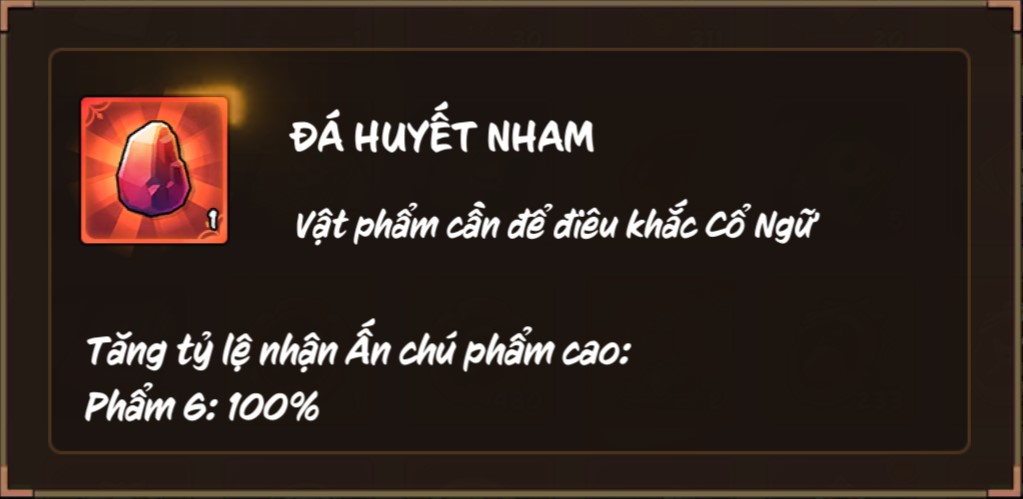 ĐÁ HUYẾT NHAM
Vật phẩm cần để điêu khắc Cổ Ngữ
1
Tăng tỷ lệ nhận Ấn chú phẩm cao:
Phẩm 6: 100%